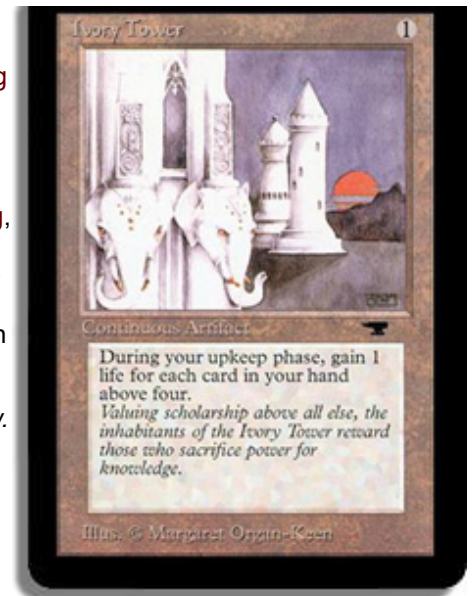 Ivory Tower 1
g
g,
n
y.
Continuous Artifact
During your upkeep phase, gain 1
life for each card in your hand
above four.
Valuing scholarship above all else, the
inhabitants of the Ivory Tower reward
those who sacrifice power for
knowledge.
Illus. © Margaret Organ-Keen